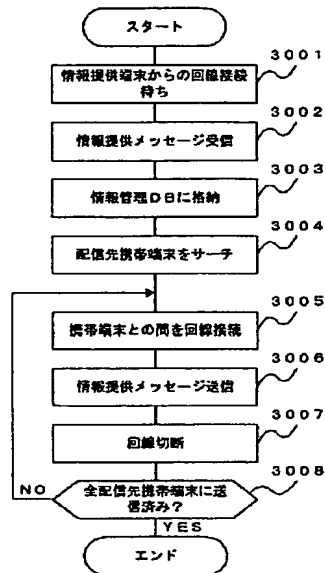 スタート
3001
情報提供端末からの回線接続
待ち
3002
情報提供メッセージ受信
3003
情報管理DBに格納
3004
配信先携帯端末をサーチ
3005
携帯端末との間を回線接続
3006
情報提供メッセージ送信
3007
回線切断
3008
全配信先携帯端末に送
信済み?
NO
YES
エンド